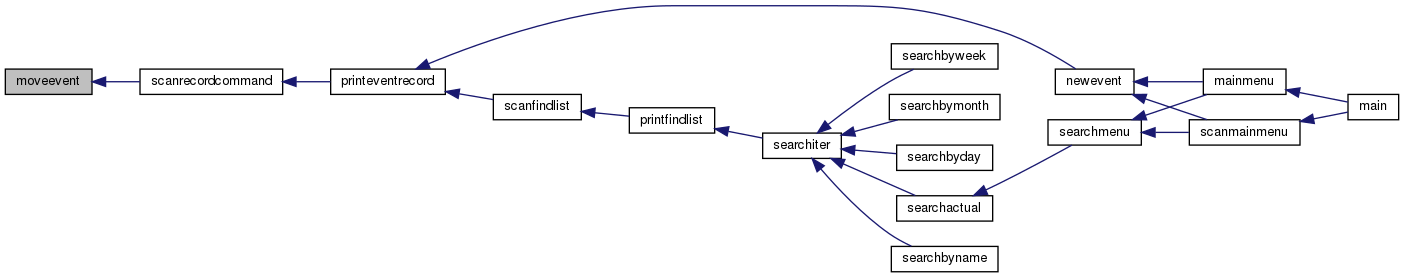 moveevent
scanrecordcommand
printeventrecord
scanfindlist
printfindlist
searchiter
searchbyweek
searchbymonth
searchbyday
searchactual
searchbyname
newevent
searchmenu
mainmenu
scanmainmenu
main